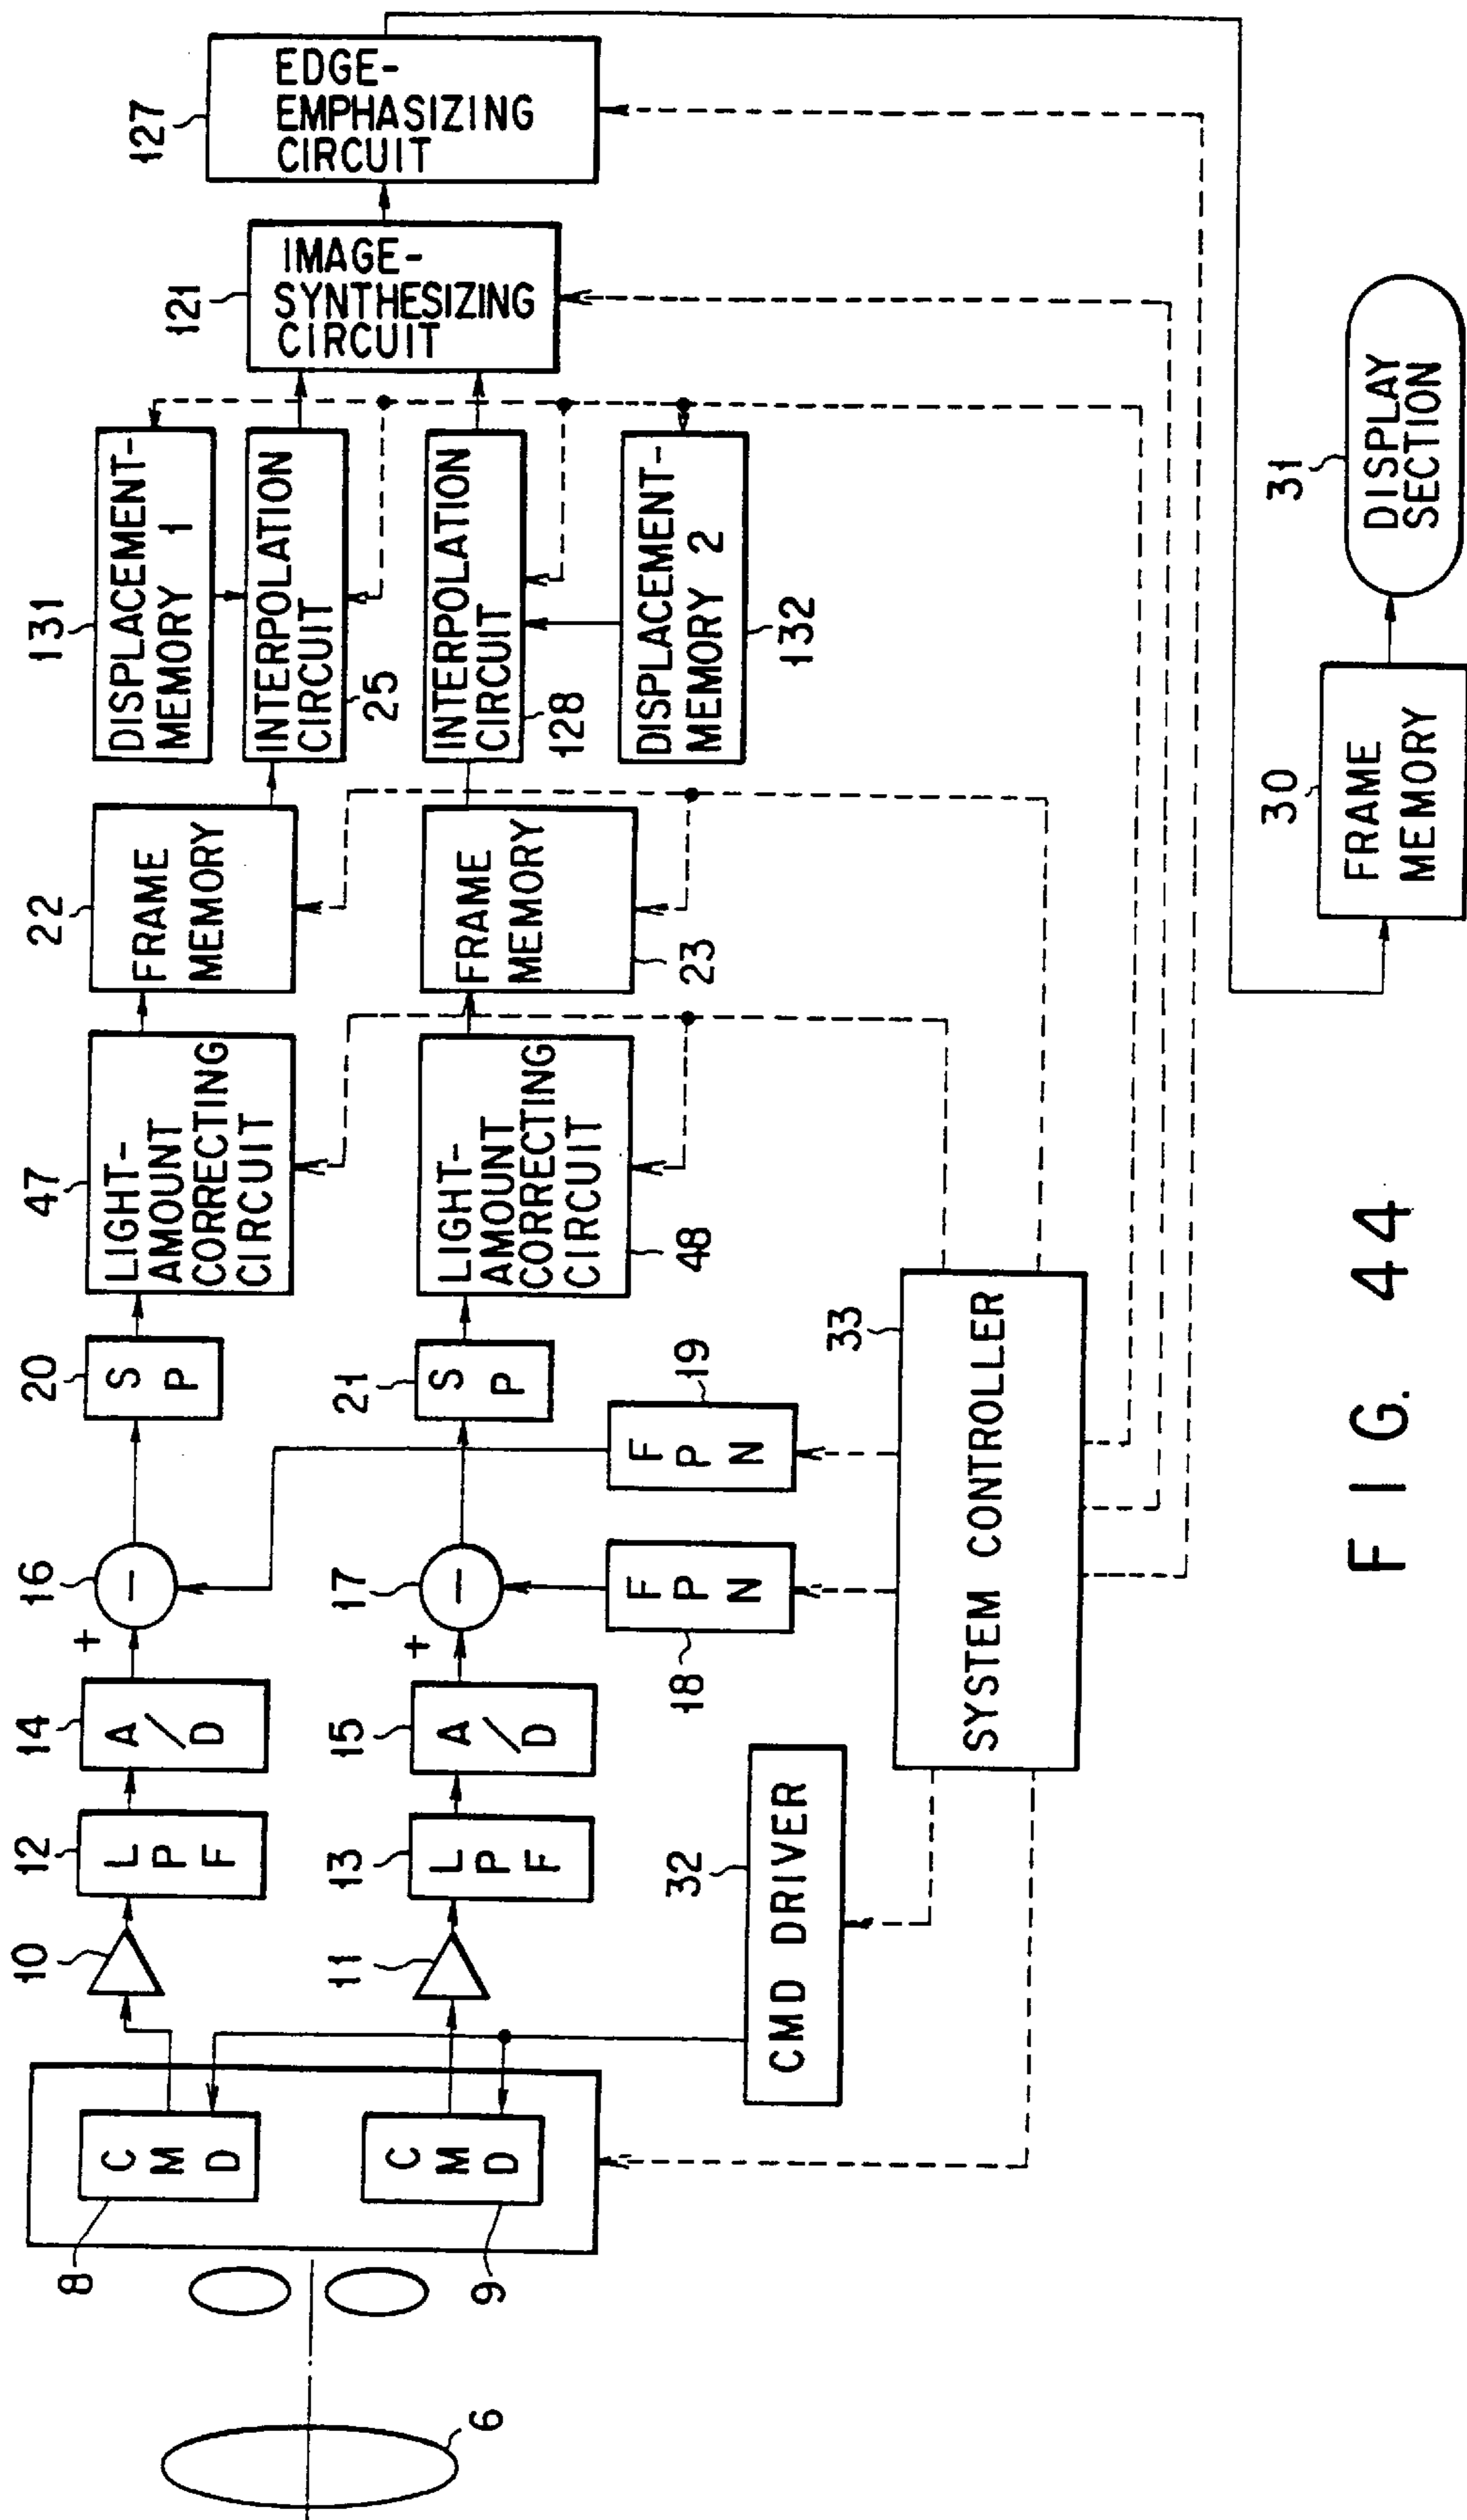 6
8
C
M
D
9
C
M
D
10
11
12
L
P
F
13
L
P
F
14
A
/
D
15
A
/
D
+
16
−
+
17
−
20
S
P
21
S
P
47
LIGHT-
AMOUNT
CORRECTING
CIRCUIT
48
LIGHT-
AMOUNT
CORRECTING
CIRCUIT
22
FRAME
MEMORY
23
FRAME
MEMORY
131
DISPLACEMENT-
MEMORY 1
INTERPOLATION
CIRCUIT
25
INTERPOLATION
CIRCUIT
128
DISPLACEMENT-
MEMORY 2
132
121
IMAGE-
SYNTHESIZING
CIRCUIT
127
EDGE-
EMPHASIZING
CIRCUIT
32
CMD DRIVER
18
F
P
N
19
F
P
N
33
SYSTEM CONTROLLER
30
FRAME
MEMORY
31
DISPLAY
SECTION
FIG. 44